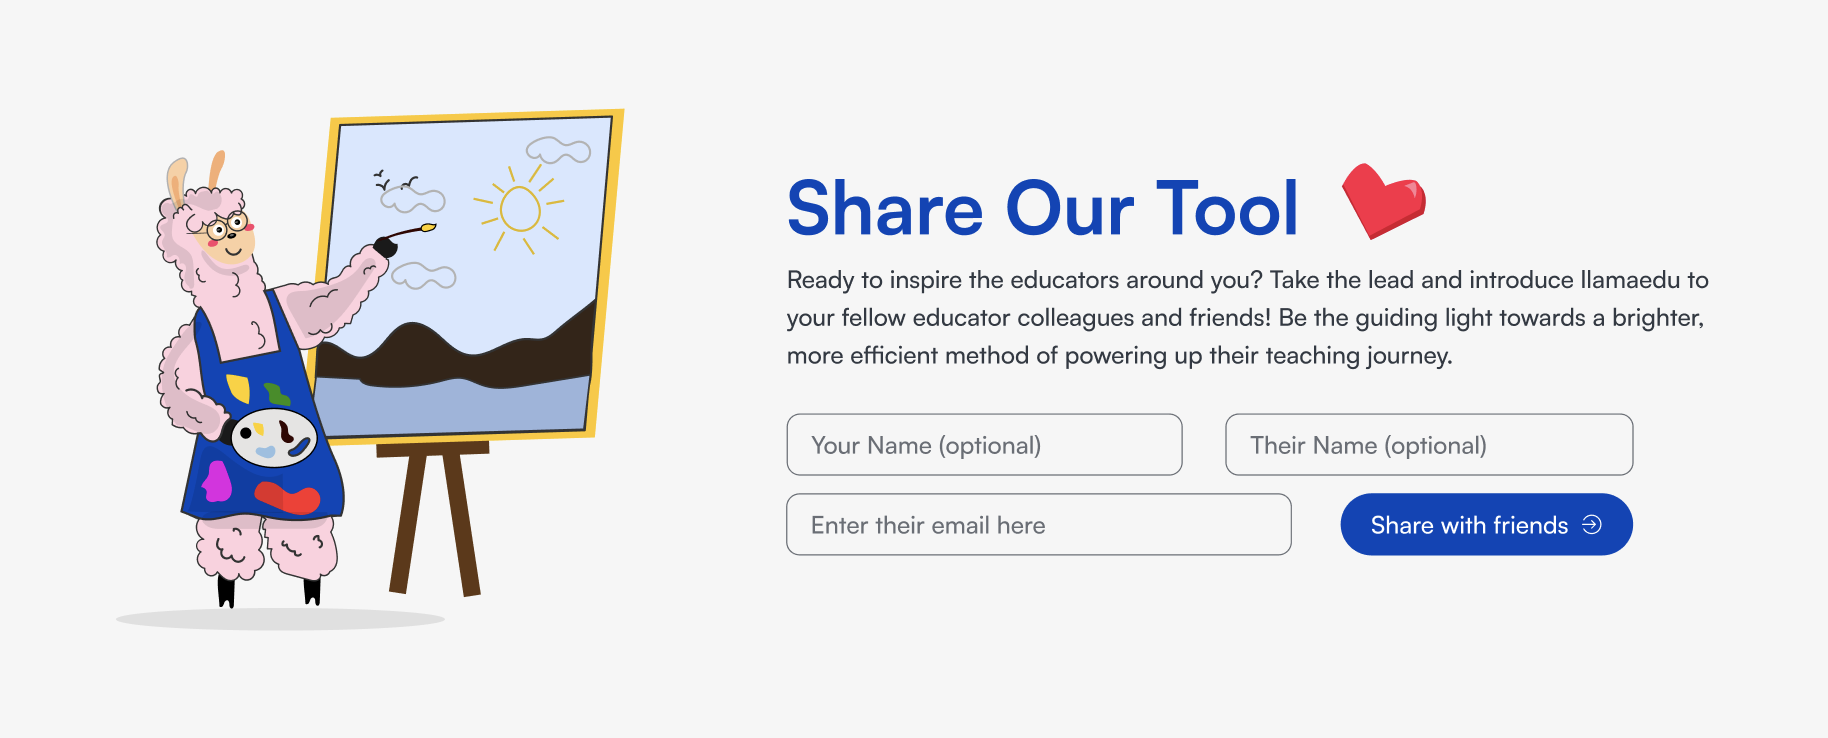 Share Our Tool
Ready to inspire the educators around you? Take the lead and introduce llamaedu to
your fellow educator colleagues and friends! Be the guiding light towards a brighter,
more efficient method of powering up their teaching journey.
Your Name (optional)
Their Name (optional)
Enter their email here
Share with friends